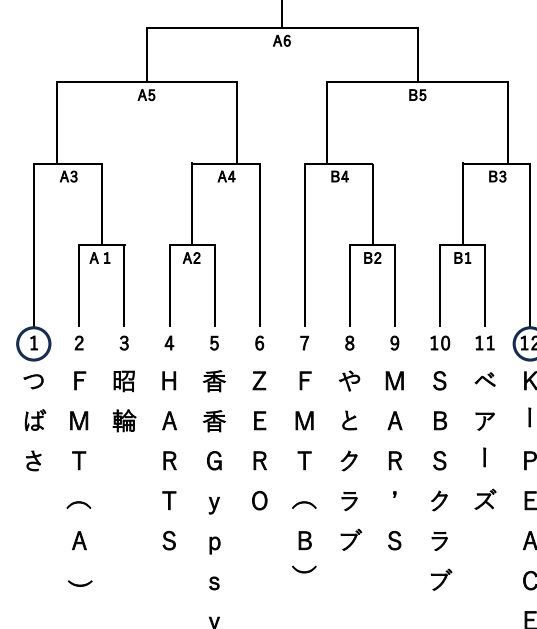 A6
A5
B5
A3
A4
B4
B3
A1
A2
B2
B1
1
2
3
4
5
6
7
8
9
10
11
12
つばさ
FMT（A）
昭輪
HARTS
香香Gypsy
ZERO
FMT（B）
やとクラブ
MAR’S
SBSクラブ
ベアーズ
KIPEACE